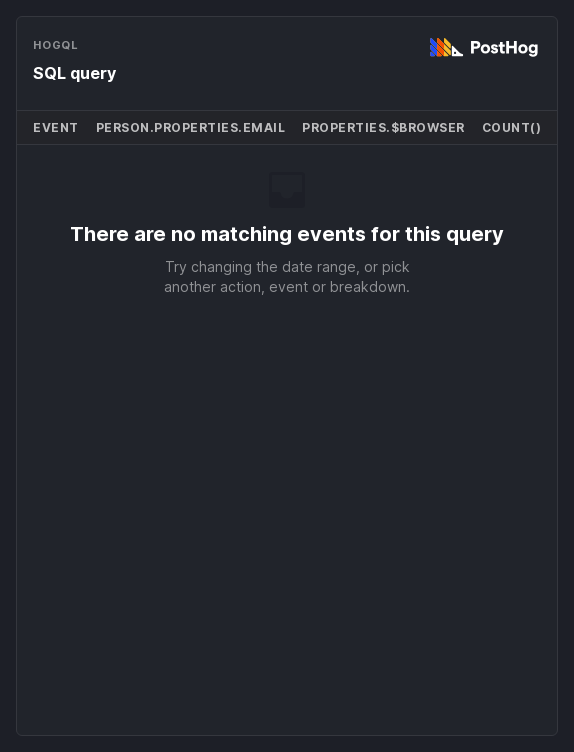 HOGQL
PostHog
SQL query
EVENT PERSON.PROPERTIES.EMAIL PROPERTIES.$BROWSER COUNT()
There are no matching events for this query
Try changing the date range, or pick
another action, event or breakdown.